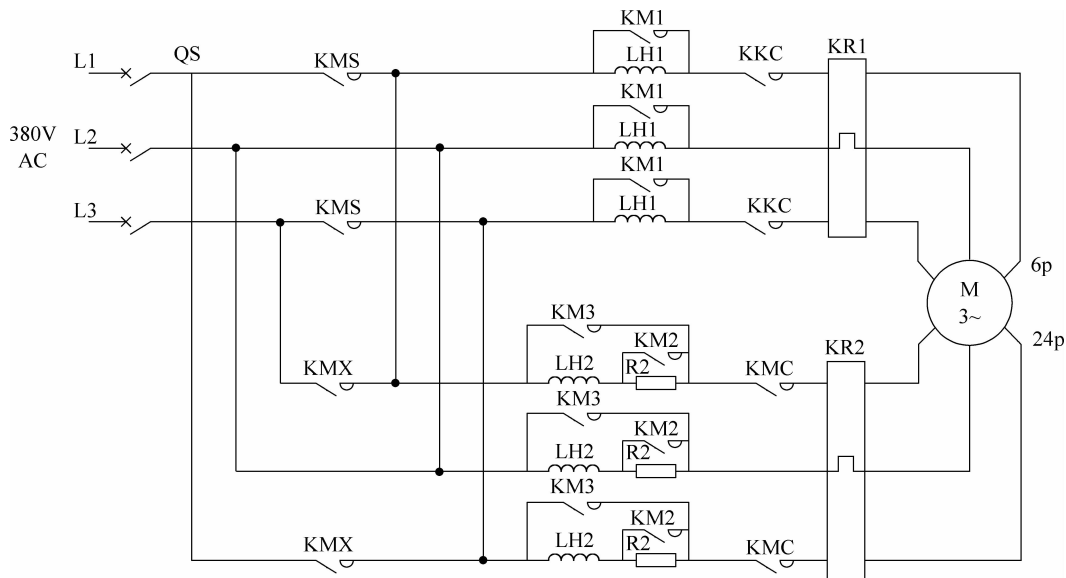 KM1
QS
KR1
L1
KMS
LH1
KKC
KM1
380V
AC
L2
LH1
KM1
L3
KMS
LH1
KKC
6p
M
3~
KM3
24p
KM2
KR2
KMX
LH2
R2
KMC
KM3
KM2
LH2
R2
KM3
KM2
KMX
LH2
R2
KMC